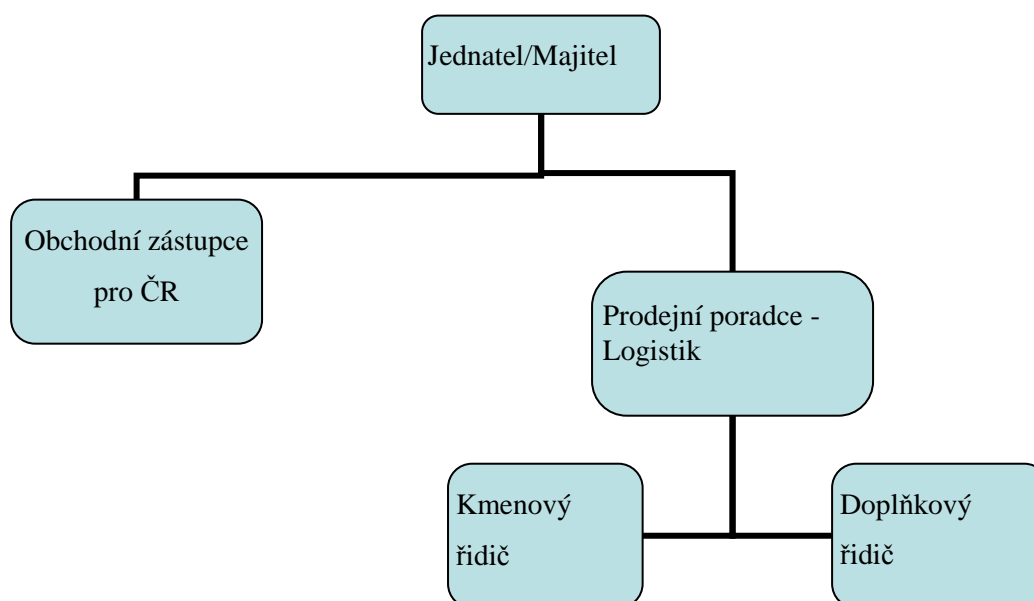 Jednatel/Majitel
Obchodní zástupce
pro ČR
Prodejní poradce -
Logistik
Kmenový
řidič
Doplňkový
řidič